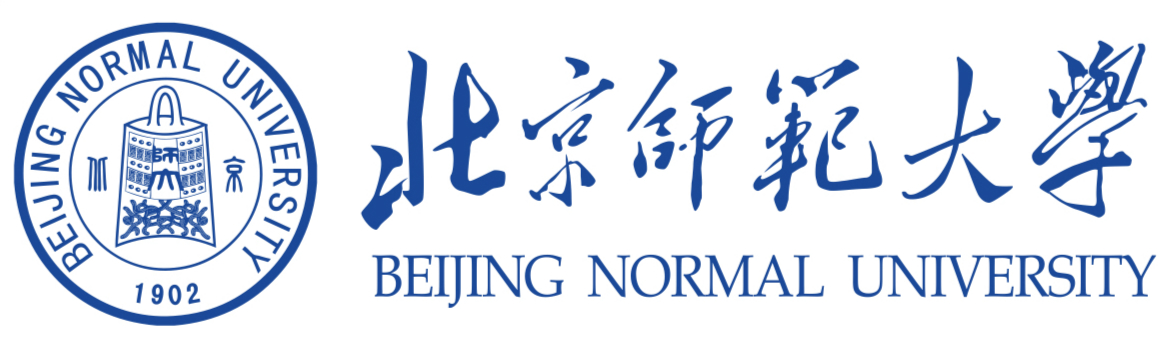 BEIJING NORMAL UNIVERSITY
北 京
師大
1902
北京師範大學
BEIJING NORMAL UNIVERSITY